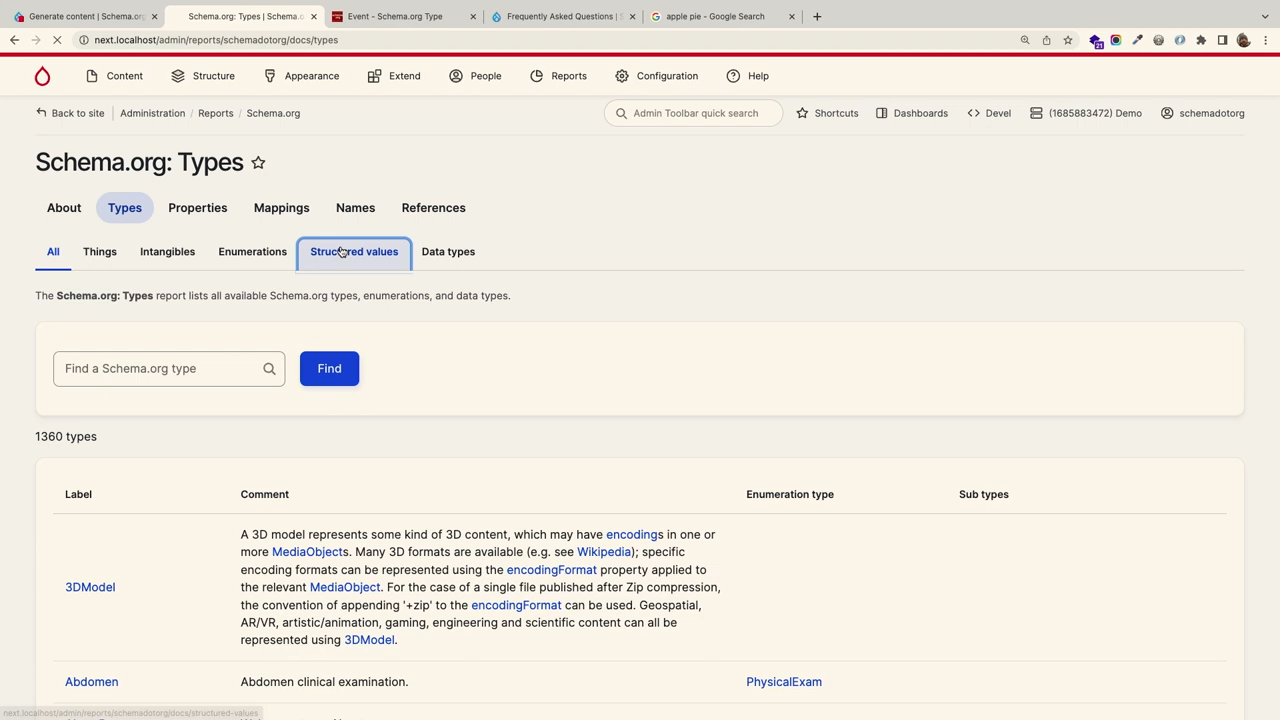 Generate content | Schema.org
Schema.org: Types | Schema.o
Event - Schema.org Type
Frequently Asked Questions | S
apple pie - Google Search
next.localhost/admin/reports/schemadotorg/docs/types
21
Content
Structure
Appearance
Extend
People
Reports
Configuration
Help
Back to site
Administration / Reports / Schema.org
Admin Toolbar quick search
Shortcuts
Dashboards
Devel
(1685883472) Demo
schemadotorg
Schema.org: Types
About
Types
Properties
Mappings
Names
References
All
Things
Intangibles
Enumerations
Structured values
Data types
The Schema.org: Types report lists all available Schema.org types, enumerations, and data types.
Find a Schema.org type
Find
1360 types
Label
Comment
Enumeration type
Sub types
3DModel
A 3D model represents some kind of 3D content, which may have encodings in one or
more MediaObjects. Many 3D formats are available (e.g. see Wikipedia); specific
encoding formats can be represented using the encodingFormat property applied to
the relevant MediaObject. For the case of a single file published after Zip compression,
the convention of appending '+zip' to the encodingFormat can be used. Geospatial,
AR/VR, artistic/animation, gaming, engineering and scientific content can all be
represented using 3DModel.
Abdomen
Abdomen clinical examination.
PhysicalExam
next.localhost/admin/reports/schemadotorg/docs/structured-values